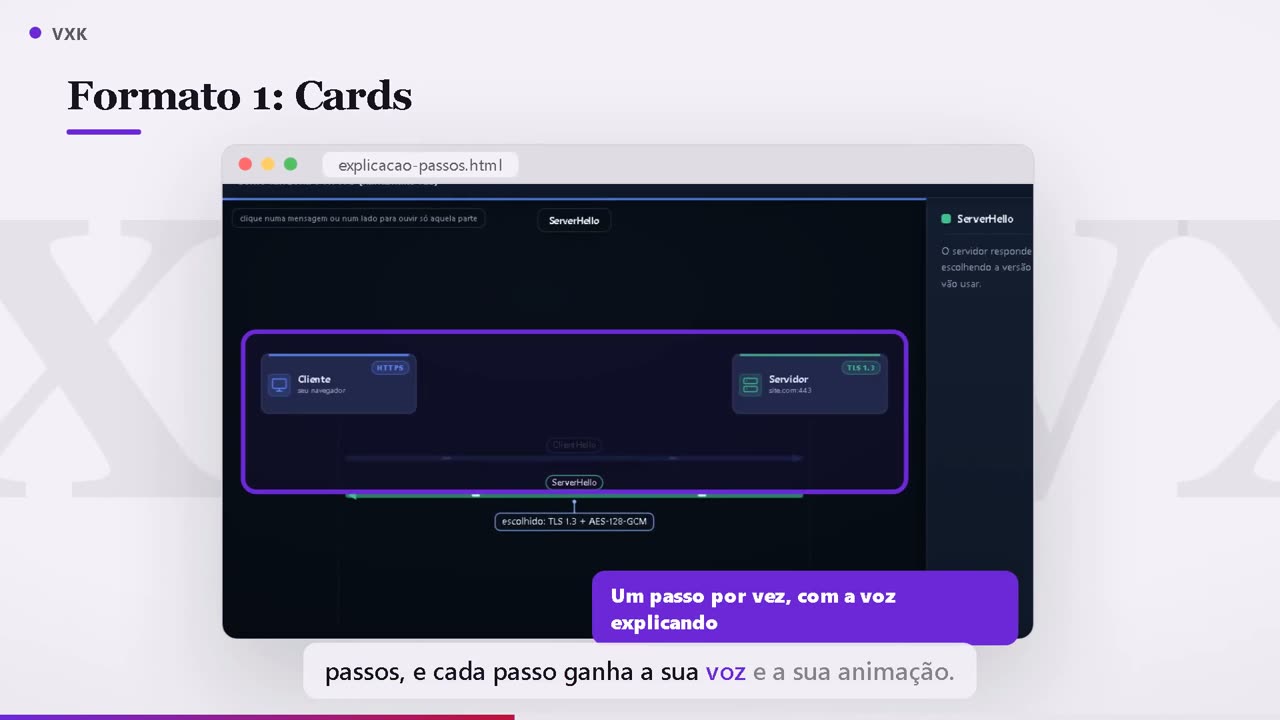 VXK
Formato 1: Cards
explicacao-passos.html
clique numa mensagem ou num lado para ouvir só aquela parte
ServerHello
ServerHello
O servidor responde
escolhendo a versão
vão usar.
HTTPS
Cliente
seu navegador
TLS 1.3
Servidor
site.com:443
ClientHello
ServerHello
escolhido: TLS 1.3 + AES-128-GCM
Um passo por vez, com a voz
explicando
passos, e cada passo ganha a sua voz e a sua animação.